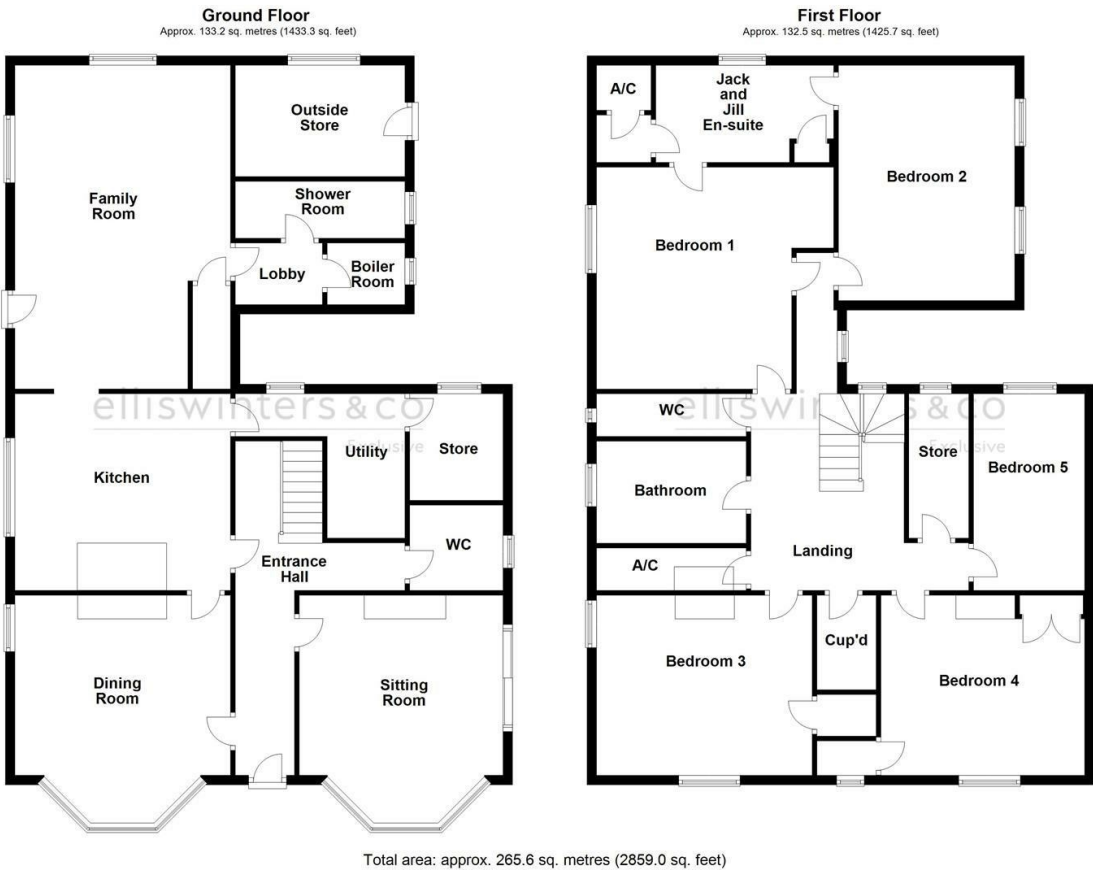 Ground Floor
Approx. 133.2 sq. metres (1433.3 sq. feet)
Outside
Store
Family
Room
Shower
Room
Lobby
Boiler
Room
elliswinters & co
Exclusive
Kitchen
Utility
Store
WC
Entrance
Hall
Dining
Room
Sitting
Room
First Floor
Approx. 132.5 sq. metres (1425.7 sq. feet)
A/C
Jack
and
Jill
En-suite
Bedroom 2
Bedroom 1
elliswinters & co
Exclusive
WC
Store
Bedroom 5
Bathroom
Landing
A/C
Cup'd
Bedroom 3
Bedroom 4
Total area: approx. 265.6 sq. metres (2859.0 sq. feet)